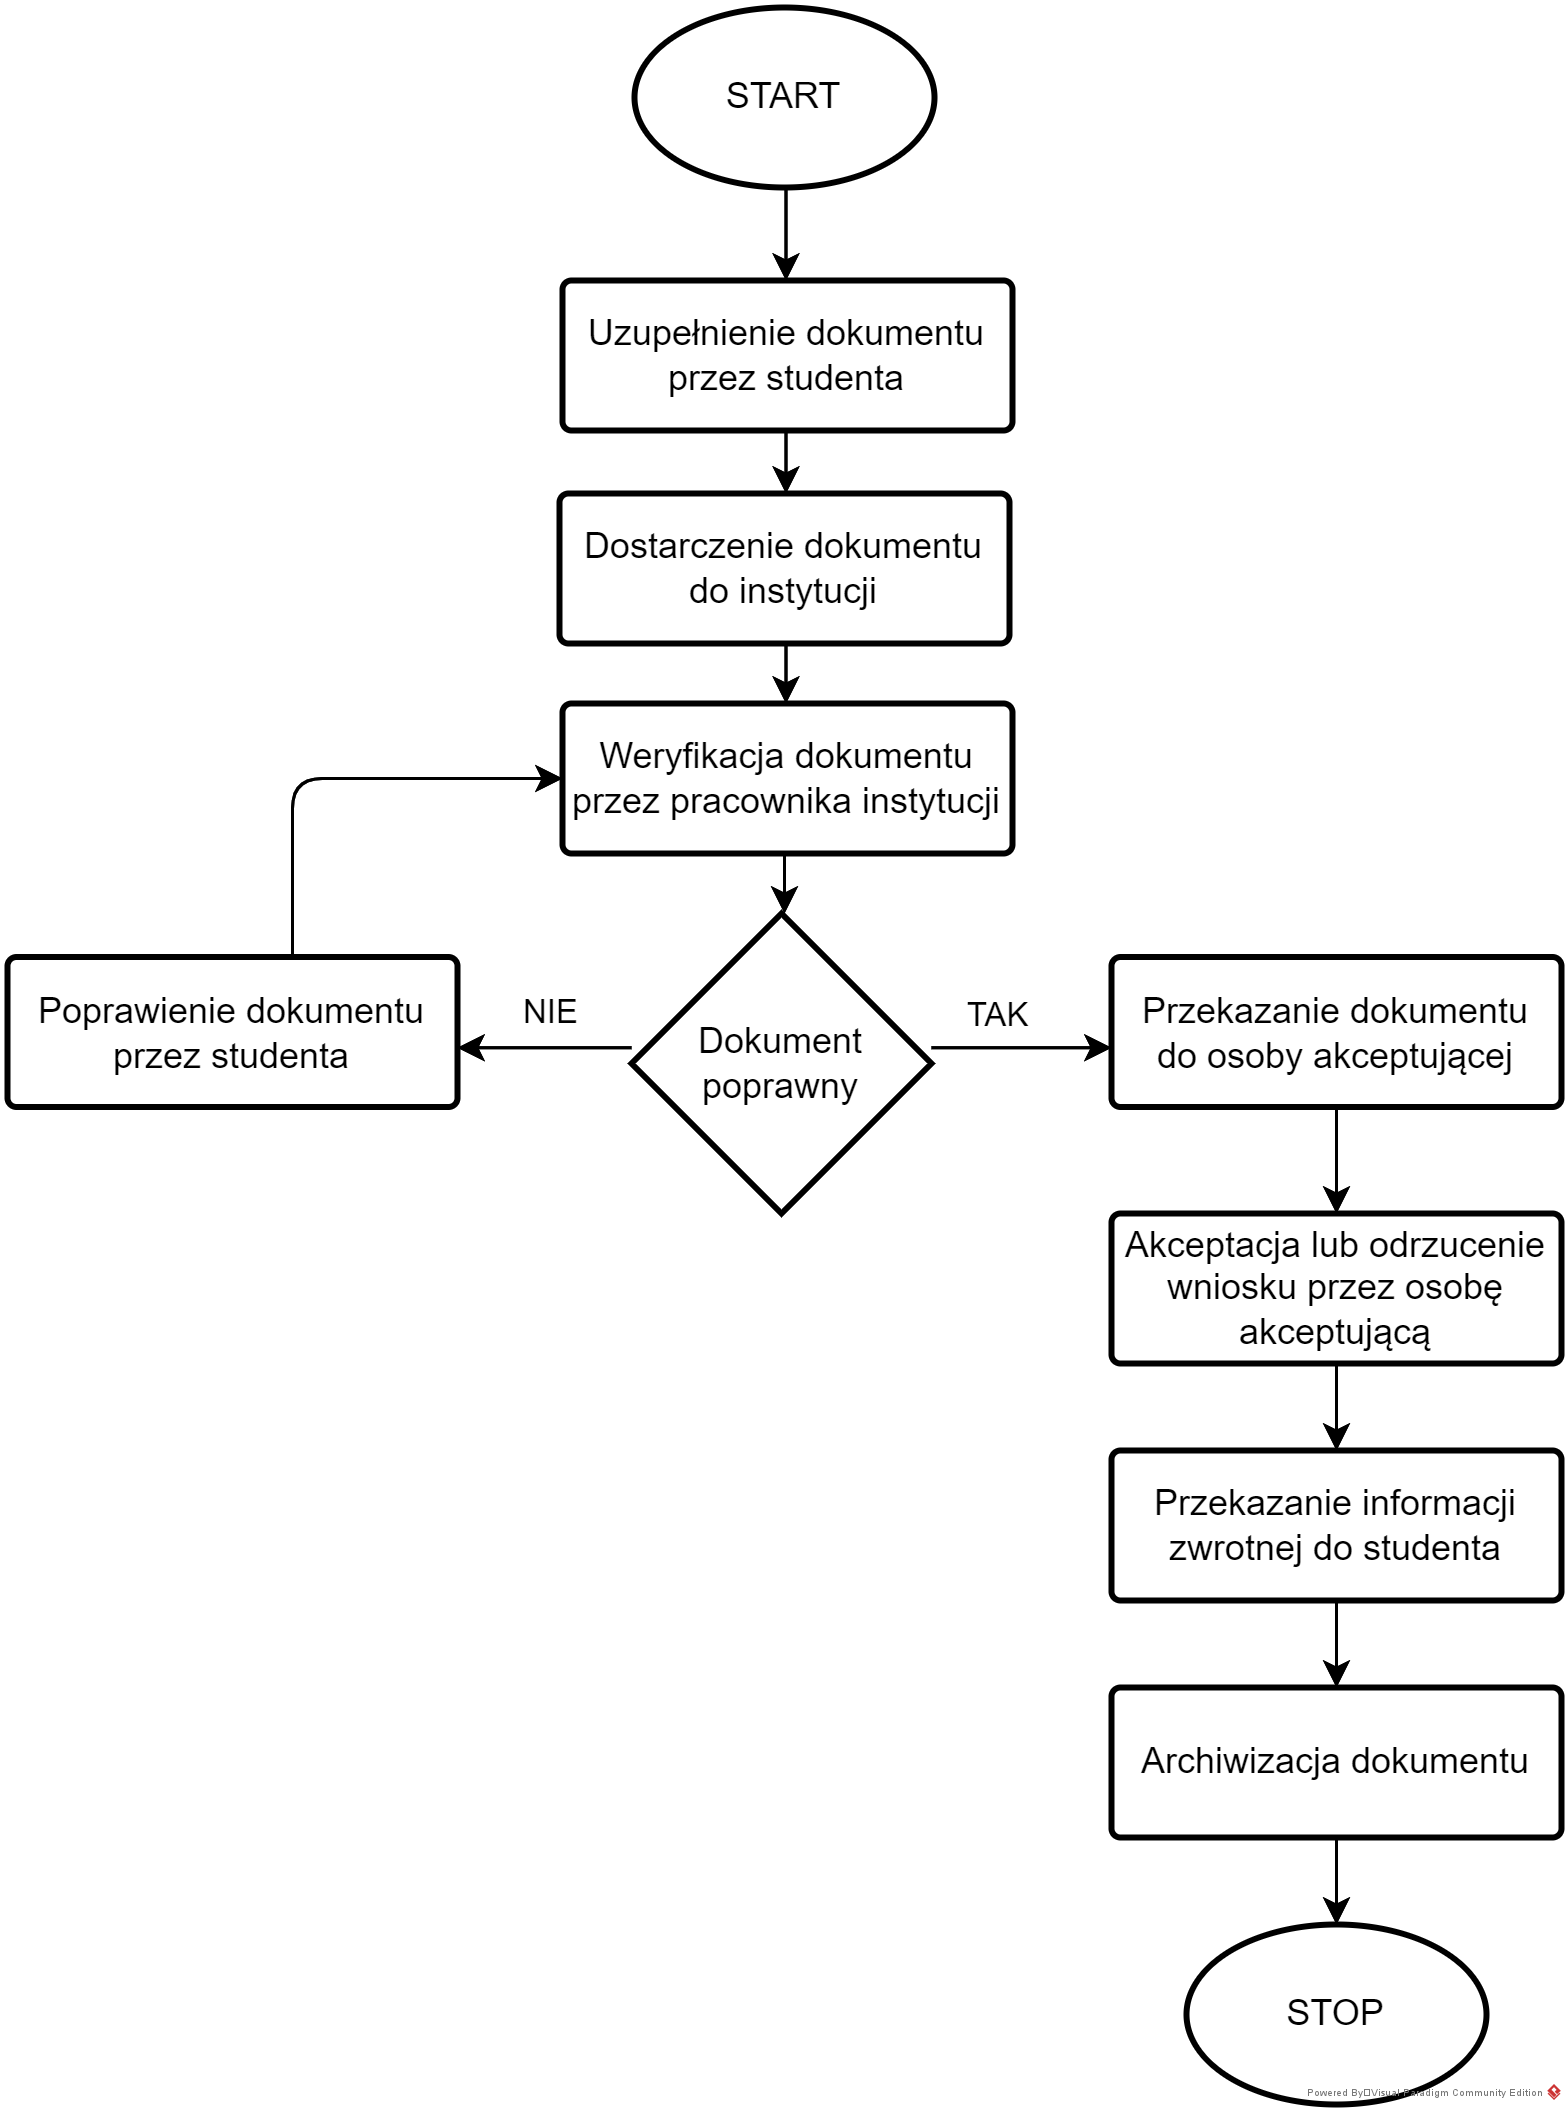 START
Uzupełnienie dokumentu
przez studenta
Dostarczenie dokumentu
do instytucji
Weryfikacja dokumentu
przez pracownika instytucji
Poprawienie dokumentu
przez studenta
NIE
Dokument
poprawny
TAK
Przekazanie dokumentu
do osoby akceptującej
Akceptacja lub odrzucenie
wniosku przez osobę
akceptującą
Przekazanie informacji
zwrotnej do studenta
Archiwizacja dokumentu
STOP
Powered By□Visual Paradigm Community Edition